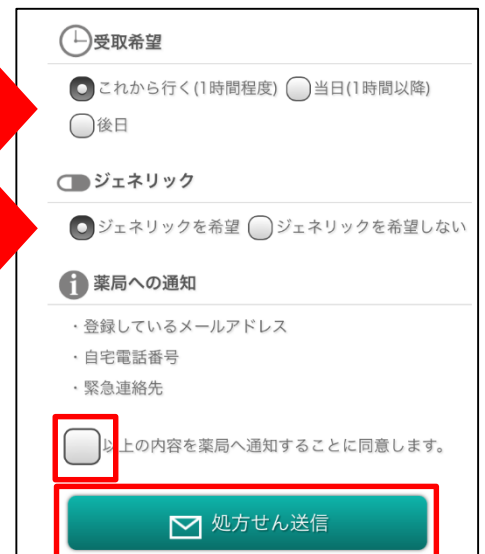 受取希望
これから行く(1時間程度) 当日(1時間以降)
後日
ジェネリック
ジェネリックを希望 ジェネリックを希望しない
薬局への通知
・登録しているメールアドレス
・自宅電話番号
・緊急連絡先
以上の内容を薬局へ通知することに同意します。
処方せん送信